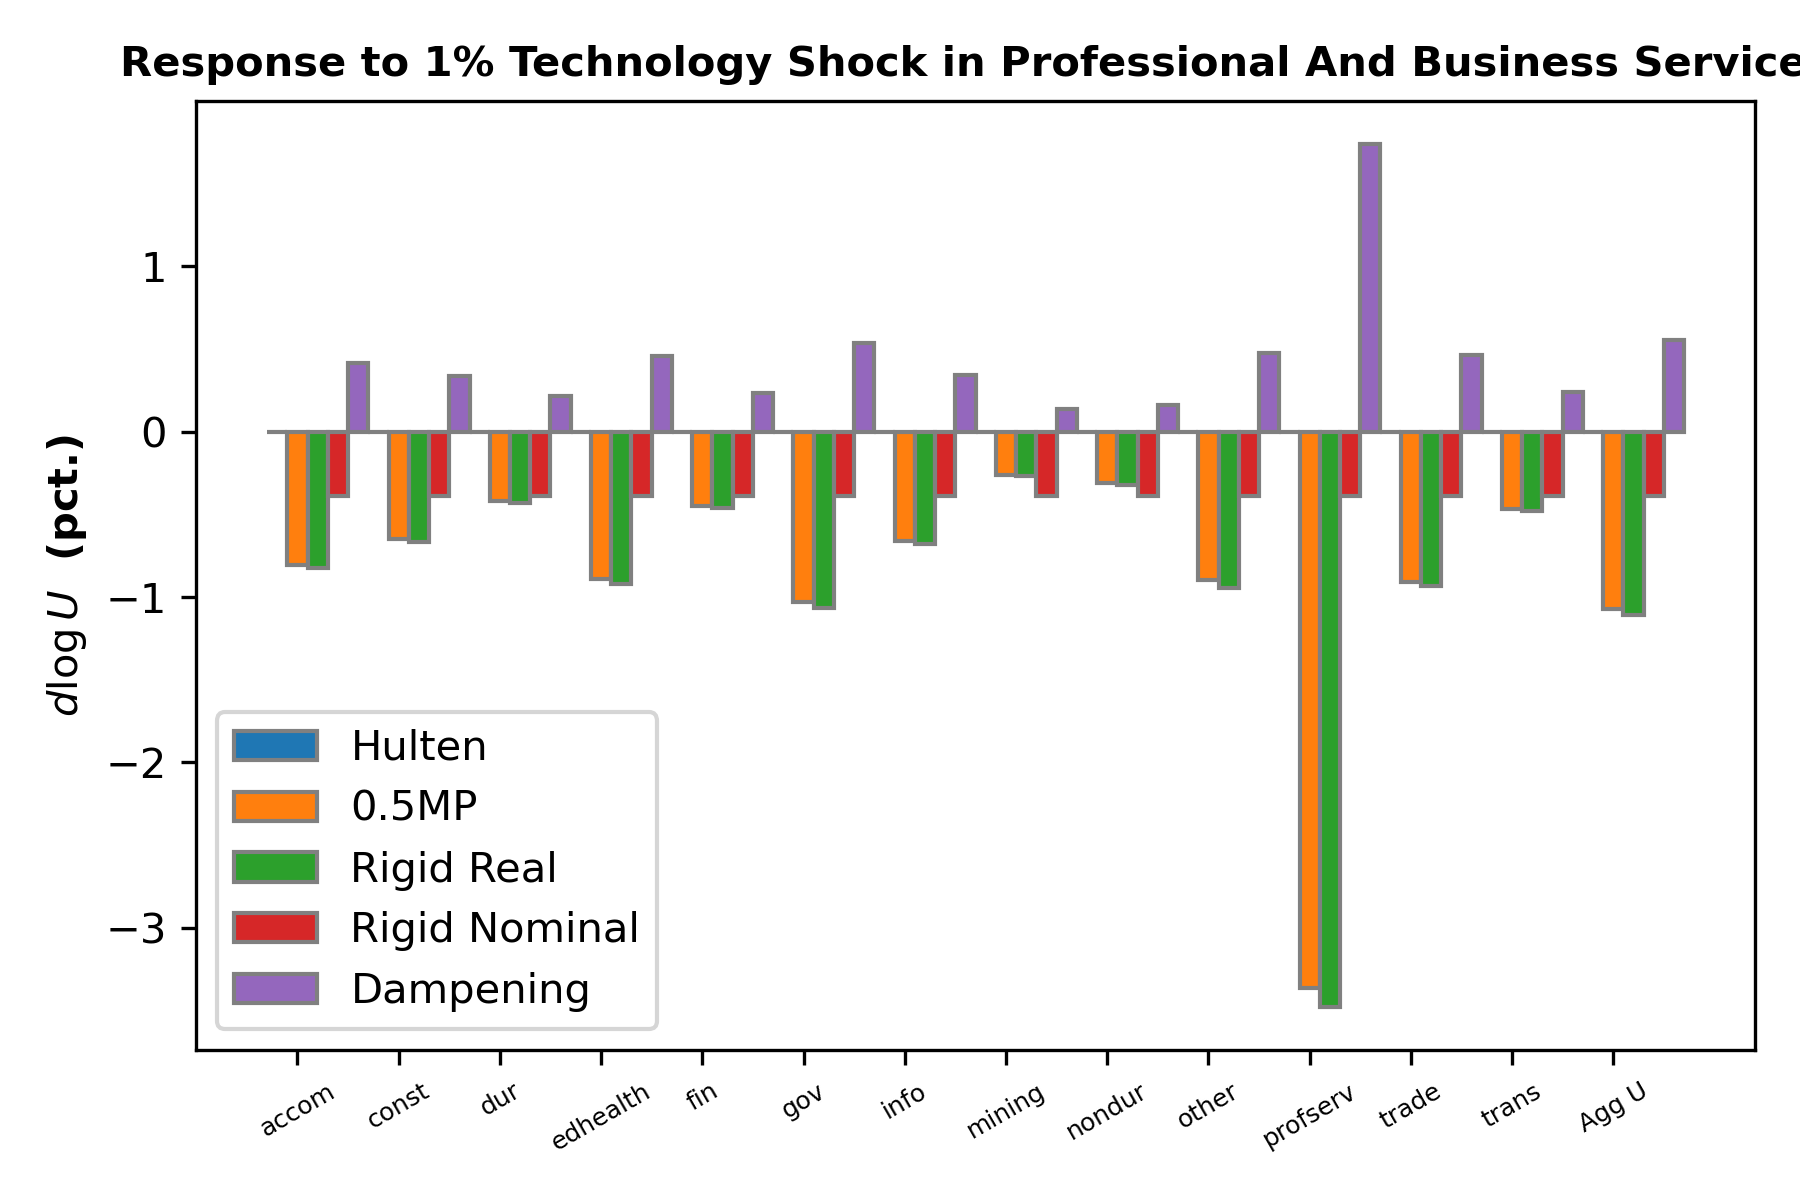 Response to 1% Technology Shock in Professional And Business Service
1
0
−1
−2
−3
dlog U (pct.)
Hulten
0.5MP
Rigid Real
Rigid Nominal
Dampening
accom const dur edhealth fin gov info mining nondur other profserv trade trans Agg U